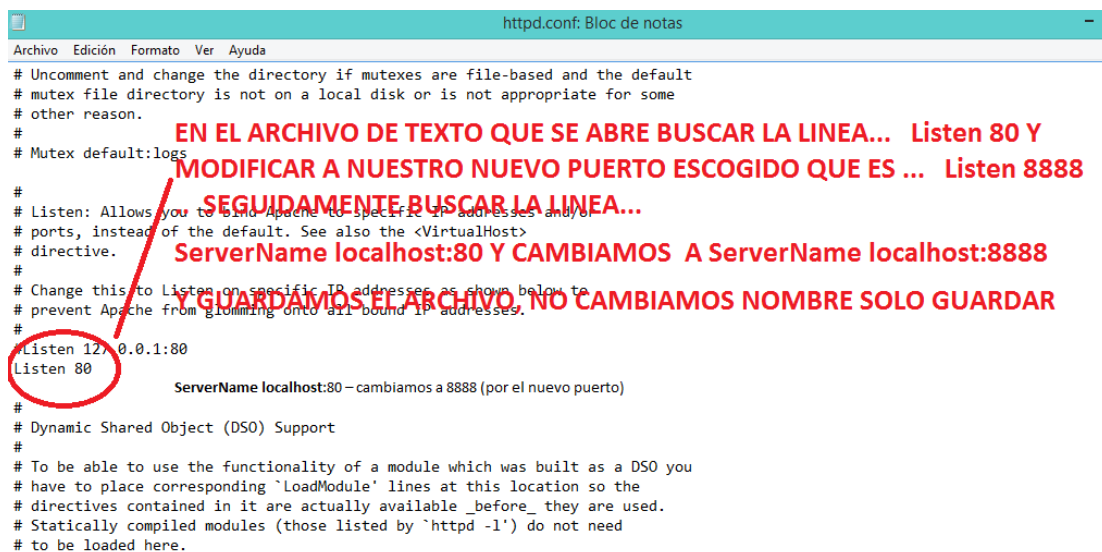 httpd.conf: Bloc de notas
Archivo Edición Formato Ver Ayuda
# Uncomment and change the directory if mutexes are file-based and the default
# mutex file directory is not on a local disk or is not appropriate for some
# other reason.
#
# Mutex default:logs
EN EL ARCHIVO DE TEXTO QUE SE ABRE BUSCAR LA LINEA... Listen 80 Y
MODIFICAR A NUESTRO NUEVO PUERTO ESCOGIDO QUE ES ... Listen 8888
... SEGUIDAMENTE BUSCAR LA LINEA...
ServerName localhost:80 Y CAMBIAMOS A ServerName localhost:8888
Y GUARDAMOS EL ARCHIVO, NO CAMBIAMOS NOMBRE SOLO GUARDAR
#
# Listen: Allows you to bind Apache to specific IP addresses and/or
# ports, instead of the default. See also the <VirtualHost>
# directive.
#
# Change this to Listen on specific IP addresses as shown below to
# prevent Apache from glomming onto all bound IP addresses.
#
#Listen 127.0.0.1:80
Listen 80
ServerName localhost:80 – cambiamos a 8888 (por el nuevo puerto)
#
# Dynamic Shared Object (DSO) Support
#
# To be able to use the functionality of a module which was built as a DSO you
# have to place corresponding `LoadModule' lines at this location so the
# directives contained in it are actually available _before_ they are used.
# Statically compiled modules (those listed by `httpd -l') do not need
# to be loaded here.